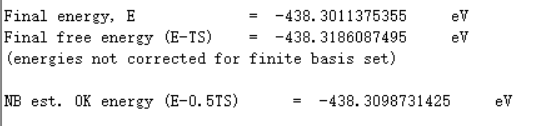 Final energy, E = -438.3011375355 eV
Final free energy (E-TS) = -438.3186087495 eV
(energies not corrected for finite basis set)
NB est. 0K energy (E-0.5TS) = -438.3098731425 eV